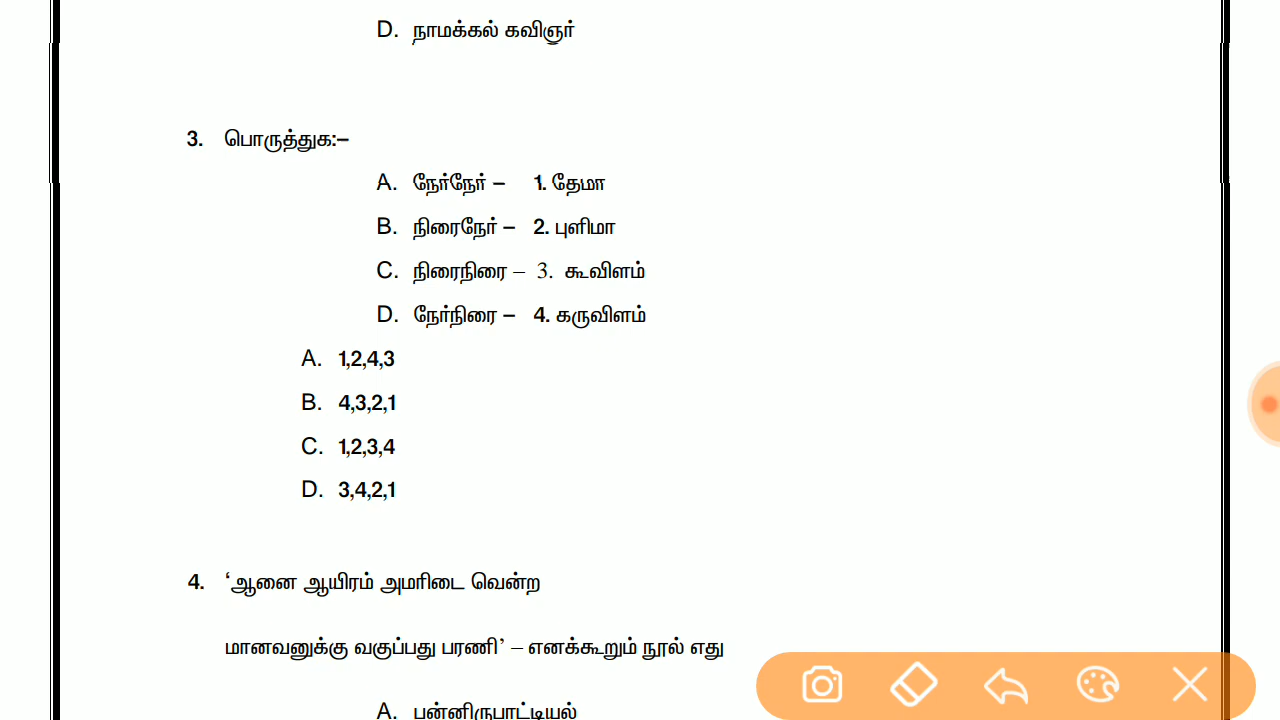 D. நாமக்கல் கவிஞர்
3. பொருத்துக:–
A. நேர்நேர் – 1. தேமா
B. நிரைநேர் – 2. புளிமா
C. நிரைநிரை – 3. கூவிளம்
D. நேர்நிரை – 4. கருவிளம்
A. 1,2,4,3
B. 4,3,2,1
C. 1,2,3,4
D. 3,4,2,1
4. ‘ஆனை ஆயிரம் அமரிடை வென்ற
மானவனுக்கு வகுப்பது பரணி’ – எனக்கூறும் நூல் எது
A. பன்னிருபாட்டியல்